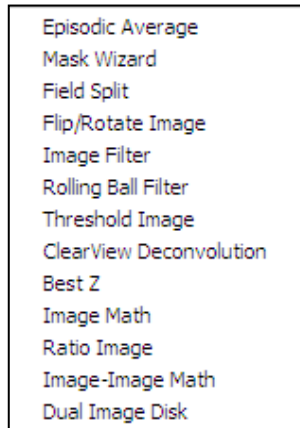 Episodic Average
Mask Wizard
Field Split
Flip/Rotate Image
Image Filter
Rolling Ball Filter
Threshold Image
ClearView Deconvolution
Best Z
Image Math
Ratio Image
Image-Image Math
Dual Image Disk